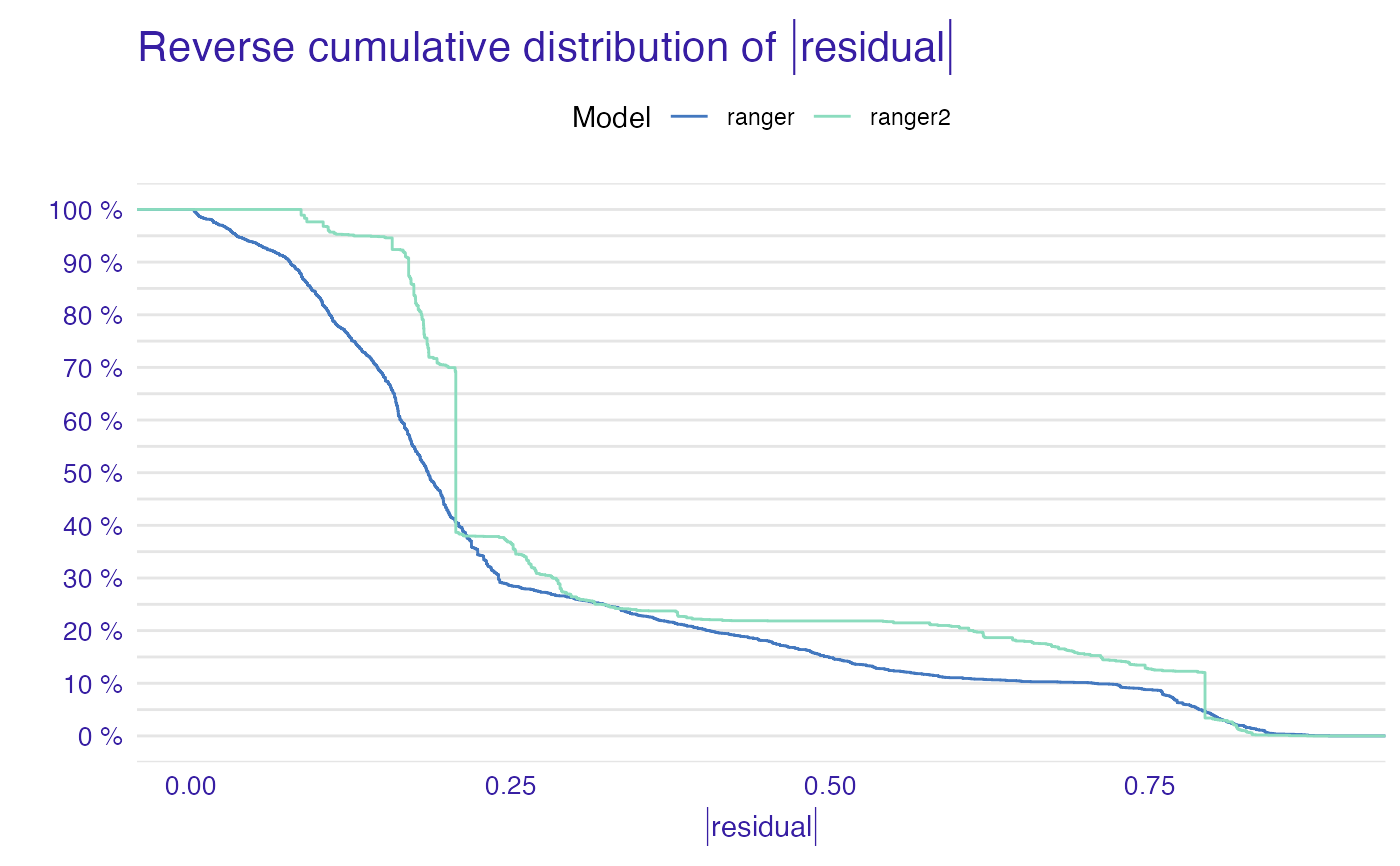 Reverse cumulative distribution of |residual|
Model ranger ranger2
100 %
90 %
80 %
70 %
60 %
50 %
40 %
30 %
20 %
10 %
0 %
0.00 0.25 0.50 0.75
|residual|